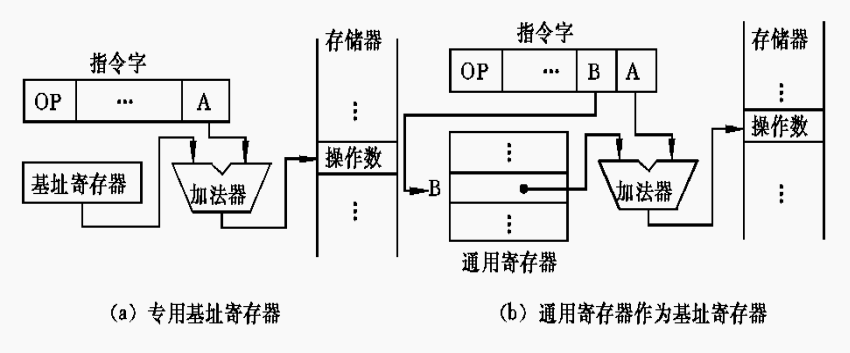 指令字
OP … A
基址寄存器
加法器
存储器
⋮
操作数
⋮
(a) 专用基址寄存器
指令字
OP … B A
B
⋮
⋮
通用寄存器
加法器
存储器
⋮
操作数
⋮
(b) 通用寄存器作为基址寄存器